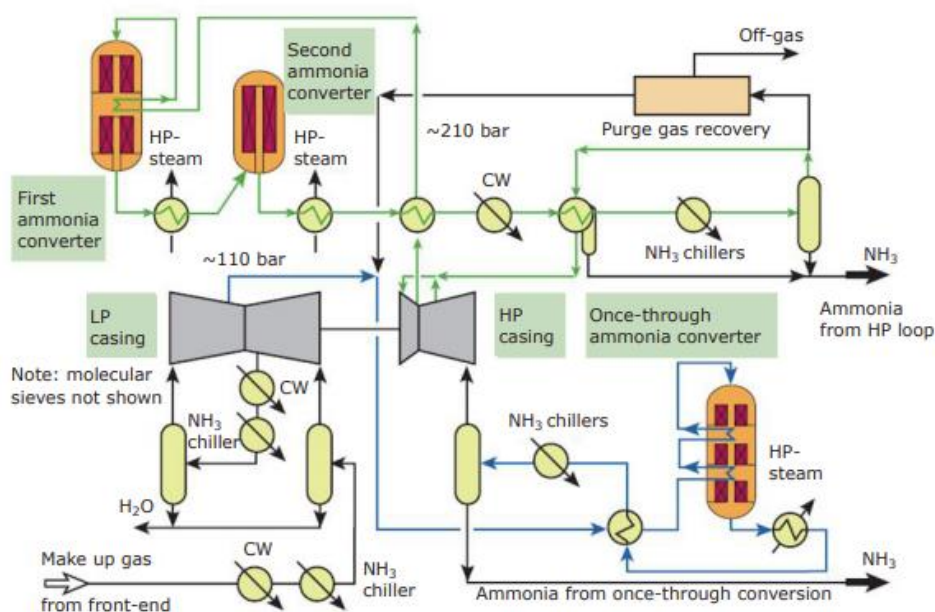 Off-gas
Second
ammonia
converter
Purge gas recovery
~210 bar
HP-
steam
HP-
steam
CW
First
ammonia
converter
NH3 chillers
NH3
~110 bar
Ammonia
from HP loop
LP
casing
HP
casing
Once-through
ammonia converter
Note: molecular
sieves not shown
CW
NH3
chiller
NH3 chillers
HP-
steam
H2O
Make up gas
from front-end
CW
NH3
chiller
NH3
Ammonia from once-through conversion